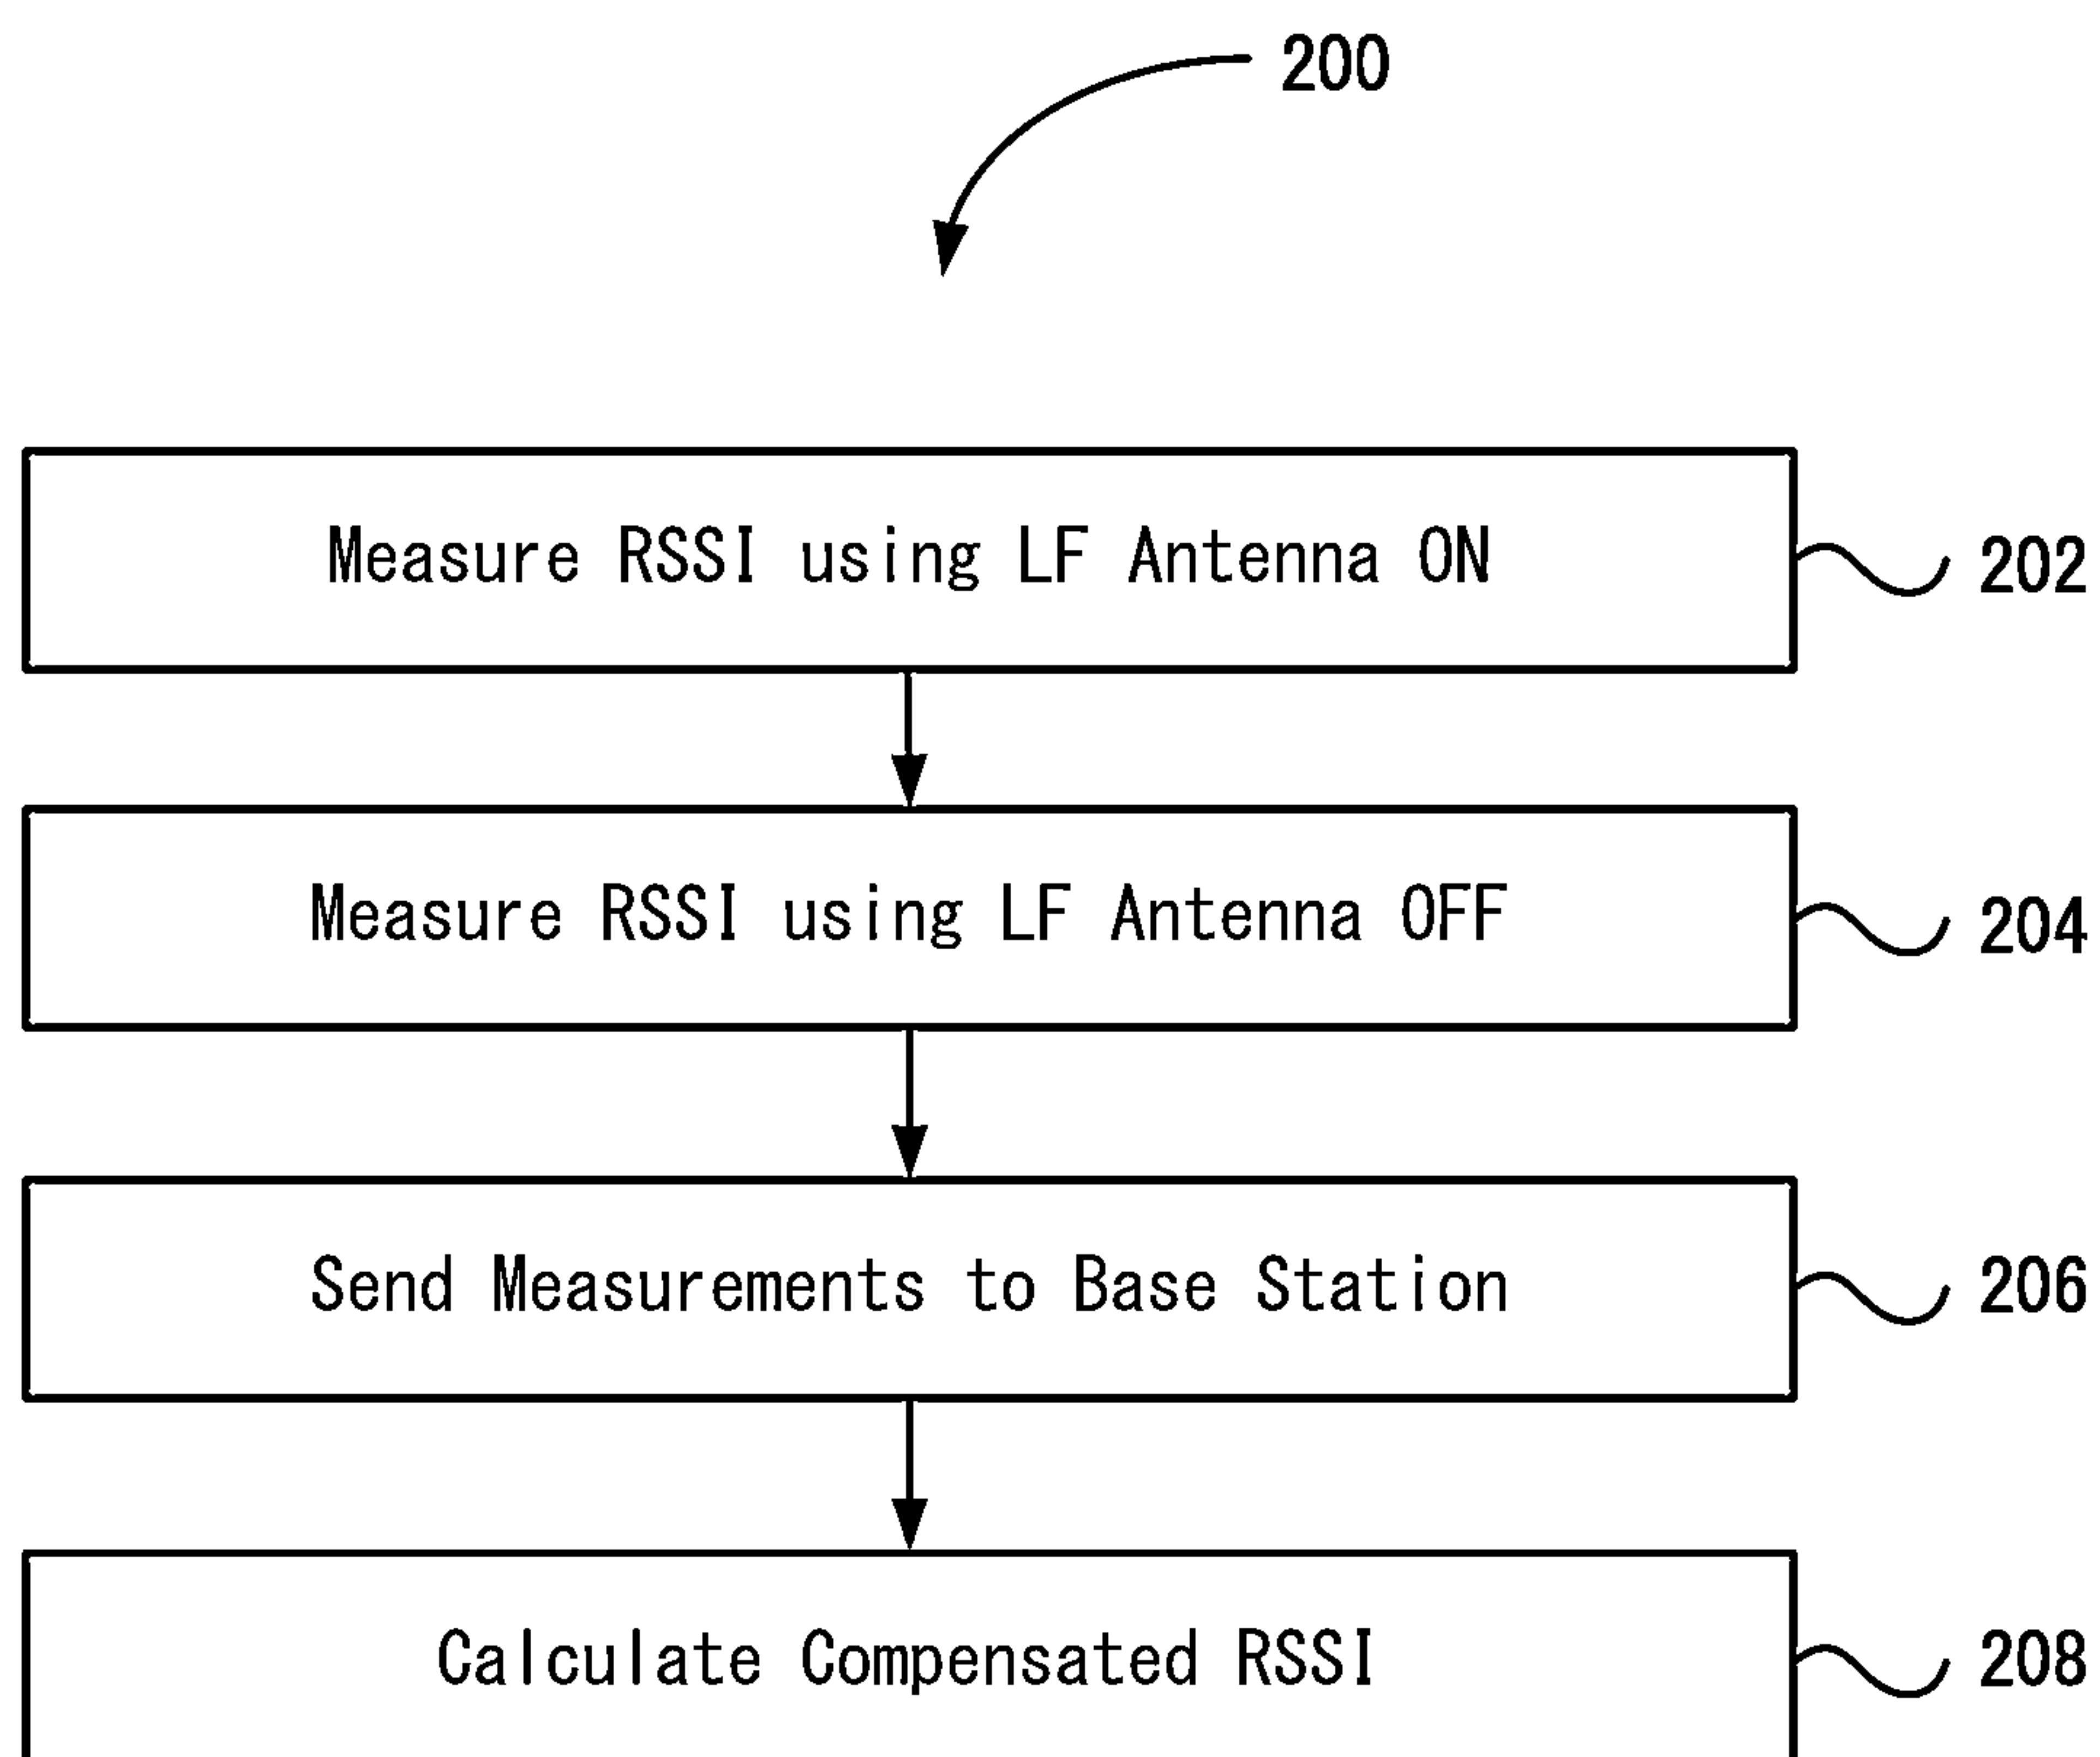 200
Measure RSSI using LF Antenna ON
202
Measure RSSI using LF Antenna OFF
204
Send Measurements to Base Station
206
Calculate Compensated RSSI
208